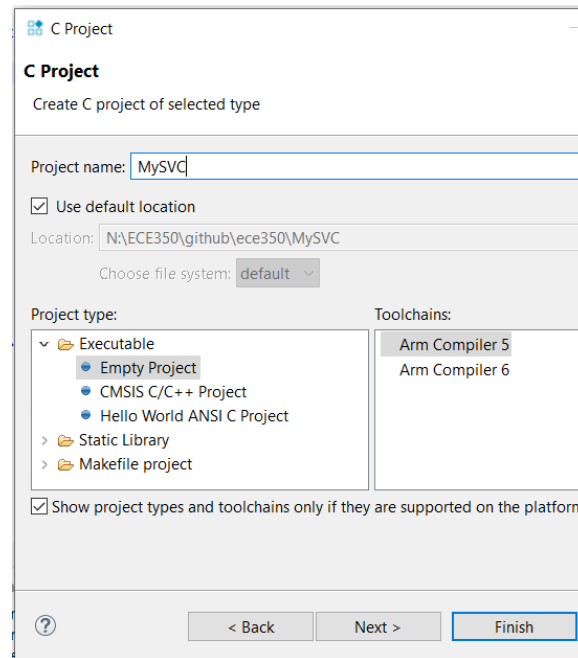 C Project
C Project
Create C project of selected type
Project name: MySVC
Use default location
Location: N:\ECE350\github\ece350\MySVC
Choose file system: default
Project type:
Toolchains:
Executable
Arm Compiler 5
Empty Project
Arm Compiler 6
CMSIS C/C++ Project
Hello World ANSI C Project
Static Library
Makefile project
Show project types and toolchains only if they are supported on the platform
< Back
Next >
Finish